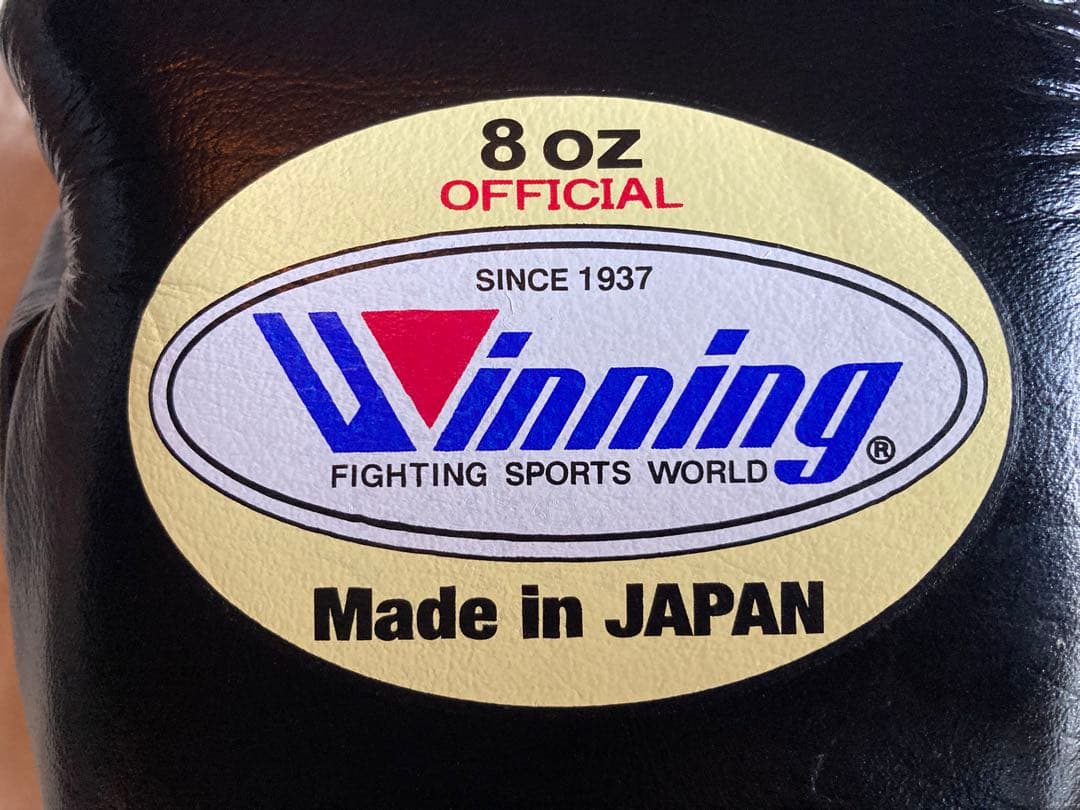 8 oz
OFFICIAL
SINCE 1937
Winning®
FIGHTING SPORTS WORLD
Made in JAPAN